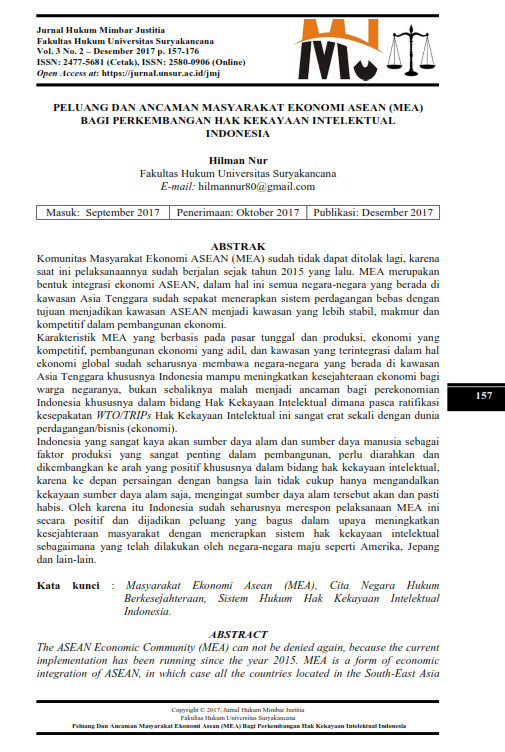 Jurnal Hukum Mimbar Justitia
Fakultas Hukum Universitas Suryakancana
Vol. 3 No. 2 – Desember 2017 p. 157-176
ISSN: 2477-5681 (Cetak), ISSN: 2580-0906 (Online)
Open Access at: https://jurnal.unsur.ac.id/jmj
MJ
PELUANG DAN ANCAMAN MASYARAKAT EKONOMI ASEAN (MEA)
BAGI PERKEMBANGAN HAK KEKAYAAN INTELEKTUAL
INDONESIA
Hilman Nur
Fakultas Hukum Universitas Suryakancana
E-mail: hilmannur80@gmail.com
Masuk: September 2017 Penerimaan: Oktober 2017 Publikasi: Desember 2017
ABSTRAK
Komunitas Masyarakat Ekonomi ASEAN (MEA) sudah tidak dapat ditolak lagi, karena
saat ini pelaksanaannya sudah berjalan sejak tahun 2015 yang lalu. MEA merupakan
bentuk integrasi ekonomi ASEAN, dalam hal ini semua negara-negara yang berada di
kawasan Asia Tenggara sudah sepakat menerapkan sistem perdagangan bebas dengan
tujuan menjadikan kawasan ASEAN menjadi kawasan yang lebih stabil, makmur dan
kompetitif dalam pembangunan ekonomi.
Karakteristik MEA yang berbasis pada pasar tunggal dan produksi, ekonomi yang
kompetitif, pembangunan ekonomi yang adil, dan kawasan yang terintegrasi dalam hal
ekonomi global sudah seharusnya membawa negara-negara yang berada di kawasan
Asia Tenggara khususnya Indonesia mampu meningkatkan kesejahteraan ekonomi bagi
warga negaranya, bukan sebaliknya malah menjadi ancaman bagi perekonomian
Indonesia khususnya dalam bidang Hak Kekayaan Intelektual dimana pasca ratifikasi
kesepakatan WTO/TRIPs Hak Kekayaan Intelektual ini sangat erat sekali dengan dunia
perdagangan/bisnis (ekonomi).
157
Indonesia yang sangat kaya akan sumber daya alam dan sumber daya manusia sebagai
faktor produksi yang sangat penting dalam pembangunan, perlu diarahkan dan
dikembangkan ke arah yang positif khususnya dalam bidang hak kekayaan intelektual,
karena ke depan persaingan dengan bangsa lain tidak cukup hanya mengandalkan
kekayaan sumber daya alam saja, mengingat sumber daya alam tersebut akan dan pasti
habis. Oleh karena itu Indonesia sudah seharusnya merespon pelaksanaan MEA ini
secara positif dan dijadikan peluang yang bagus dalam upaya meningkatkan
kesejahteraan masyarakat dengan menerapkan sistem hak kekayaan intelektual
sebagaimana yang telah dilakukan oleh negara-negara maju seperti Amerika, Jepang
dan lain-lain.
Kata kunci : Masyarakat Ekonomi Asean (MEA), Cita Negara Hukum
Berkesejahteraan, Sistem Hukum Hak Kekayaan Intelektual
Indonesia.
ABSTRACT
The ASEAN Economic Community (MEA) can not be denied again, because the current
implementation has been running since the year 2015. MEA is a form of economic
integration of ASEAN, in which case all the countries located in the South-East Asia
Copyright © 2017, Jurnal Hukum Mimbar Justitia
Fakultas Hukum Universitas Suryakancana
Peluang Dan Ancaman Masyarakat Ekonomi Asean (MEA) Bagi Perkembangan Hak Kekayaan Intelektual Indonesia